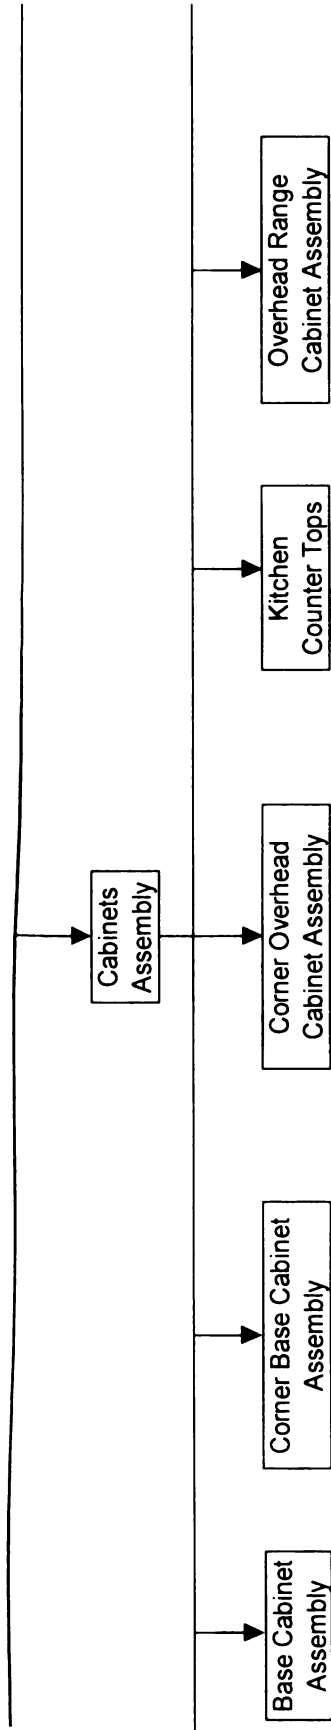 Cabinets
Assembly
Base Cabinet
Assembly
Corner Base Cabinet
Assembly
Corner Overhead
Cabinet Assembly
Kitchen
Counter Tops
Overhead Range
Cabinet Assembly